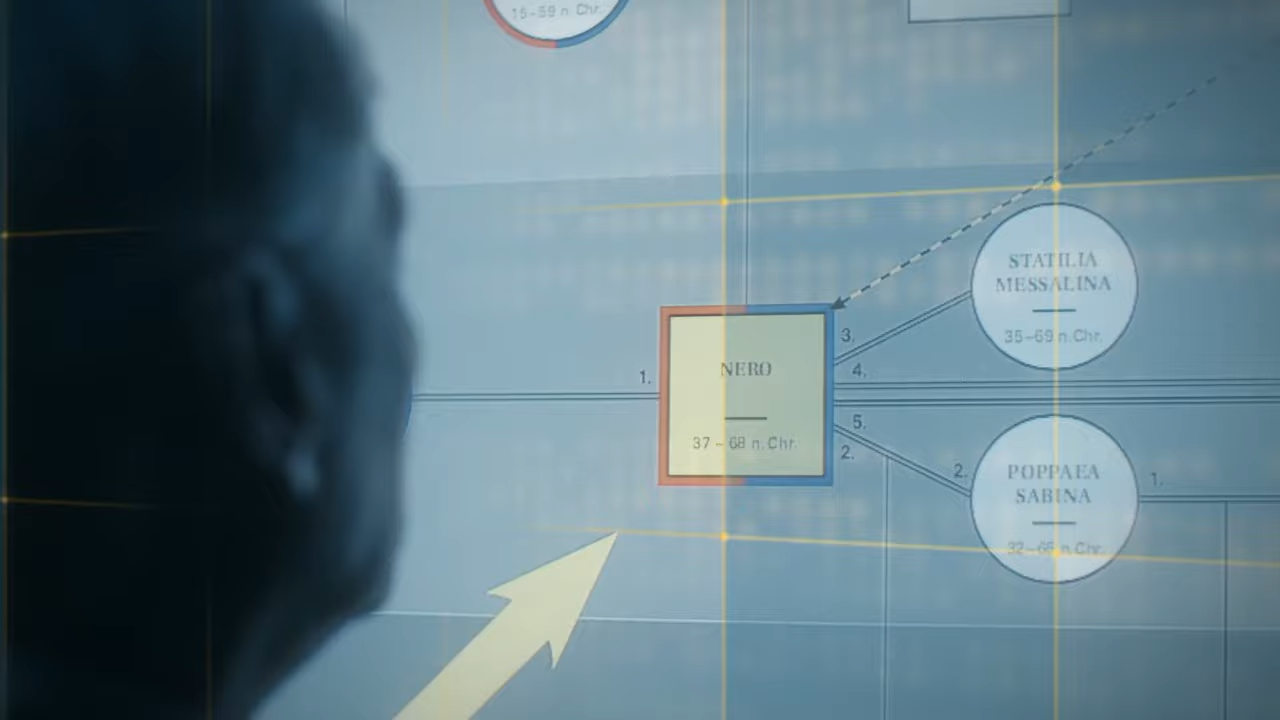 15–59 n. Chr.
STATILIA
MESSALINA
35–69 n. Chr.
3.
4.
1.
NERO
37 – 68 n. Chr.
5.
2.
2.
POPPAEA
SABINA
1.
32–65 n. Chr.